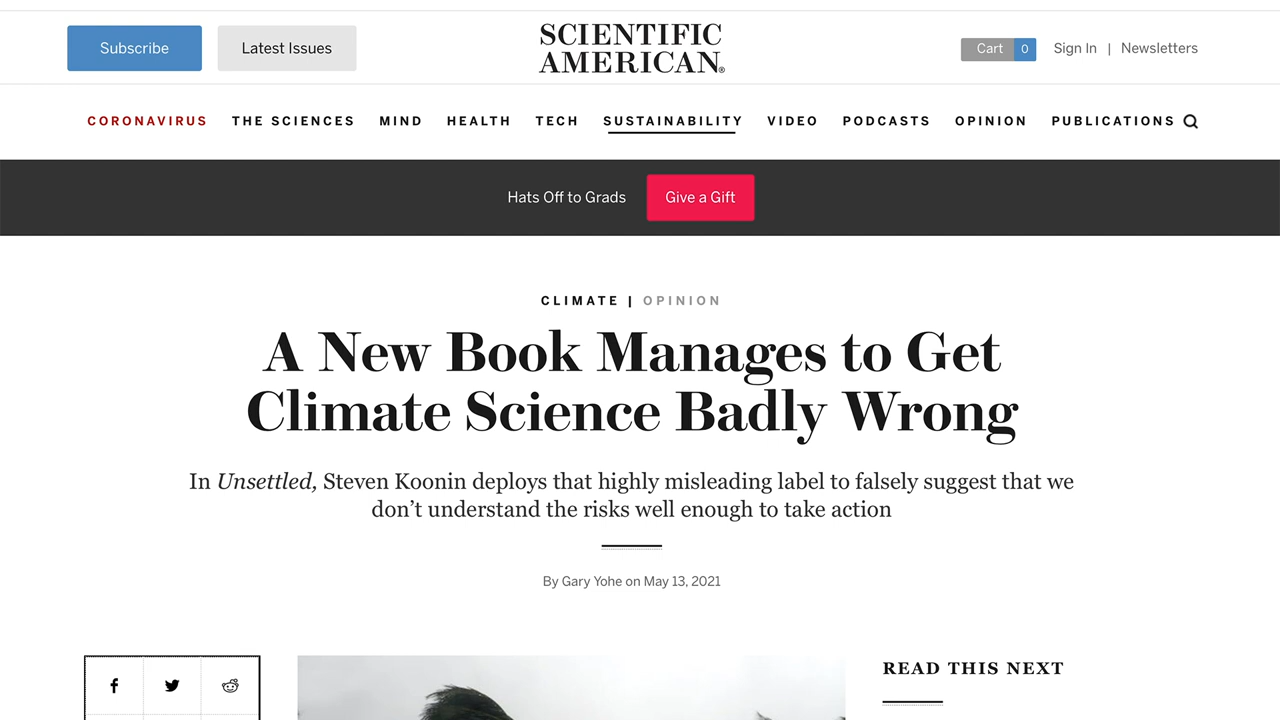 Subscribe
Latest Issues
SCIENTIFIC
AMERICAN®
Cart 0
Sign In | Newsletters
CORONAVIRUS THE SCIENCES MIND HEALTH TECH SUSTAINABILITY VIDEO PODCASTS OPINION PUBLICATIONS
Hats Off to Grads Give a Gift
CLIMATE | OPINION
A New Book Manages to Get
Climate Science Badly Wrong
In Unsettled, Steven Koonin deploys that highly misleading label to falsely suggest that we
don’t understand the risks well enough to take action
By Gary Yohe on May 13, 2021
READ THIS NEXT